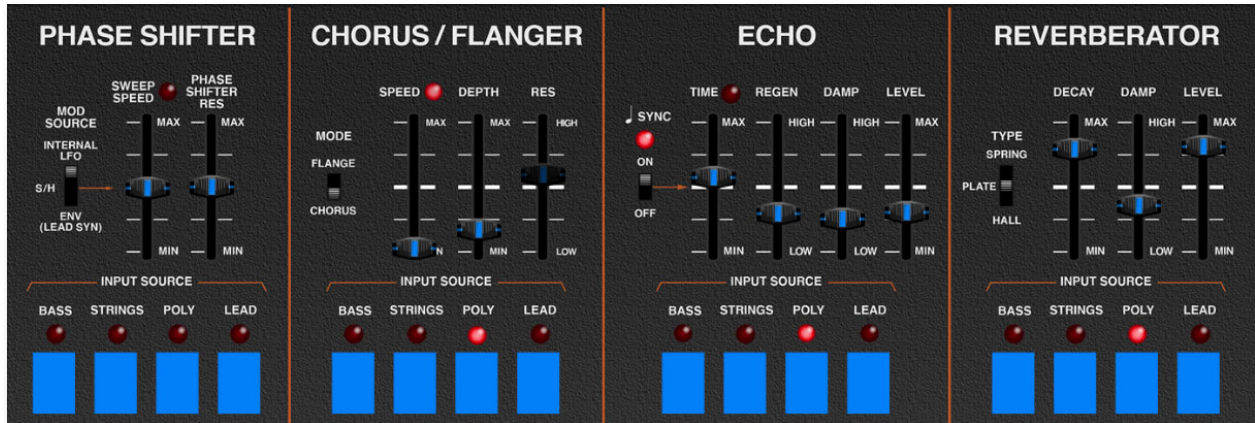 PHASE SHIFTER
SWEEP
SPEED
PHASE
SHIFTER
RES
MOD
SOURCE
INTERNAL
LFO
S/H
ENV
(LEAD SYN)
MAX
MAX
MIN
MIN
INPUT SOURCE
BASS STRINGS POLY LEAD
CHORUS / FLANGER
SPEED DEPTH RES
MODE
FLANGE
CHORUS
MAX MAX HIGH
N MIN LOW
INPUT SOURCE
BASS STRINGS POLY LEAD
ECHO
TIME REGEN DAMP LEVEL
♩ SYNC
ON
OFF
MAX HIGH HIGH MAX
MIN LOW LOW MIN
INPUT SOURCE
BASS STRINGS POLY LEAD
REVERBERATOR
DECAY DAMP LEVEL
TYPE
SPRING
PLATE
HALL
MAX HIGH MAX
MIN LOW MIN
INPUT SOURCE
BASS STRINGS POLY LEAD